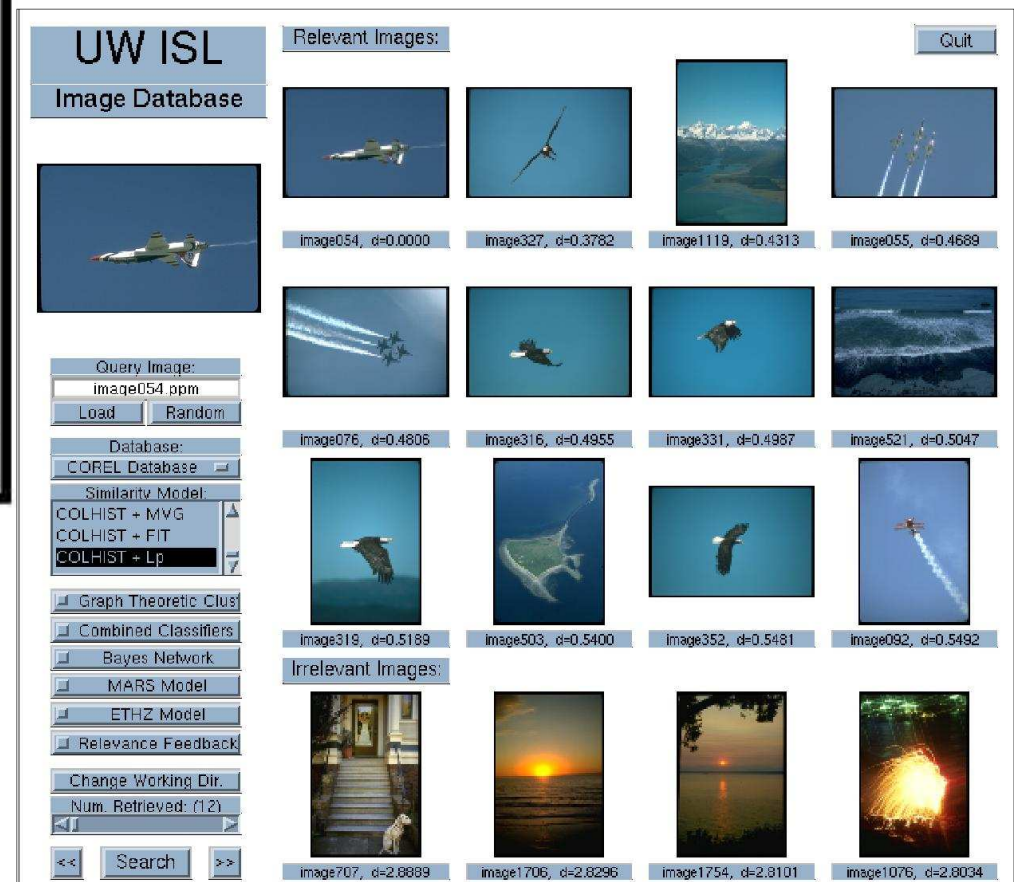 UW ISL
Image Database
Relevant Images:
Quit
image054, d=0.0000
image327, d=0.3782
image1119, d=0.4313
image055, d=0.4689
image076, d=0.4806
image316, d=0.4955
image331, d=0.4987
image521, d=0.5047
image319, d=0.5189
image503, d=0.5400
image352, d=0.5481
image092, d=0.5492
Irrelevant Images:
image707, d=2.8889
image1706, d=2.8296
image1754, d=2.8101
image1076, d=2.8034
Query Image:
image054.ppm
Load Random
Database:
COREL Database
Similarity Model:
COLHIST + MVG
COLHIST + FIT
COLHIST + Lp
Graph Theoretic Clust
Combined Classifiers
Bayes Network
MARS Model
ETHZ Model
Relevance Feedback
Change Working Dir.
Num. Retrieved: (12)
<< Search >>